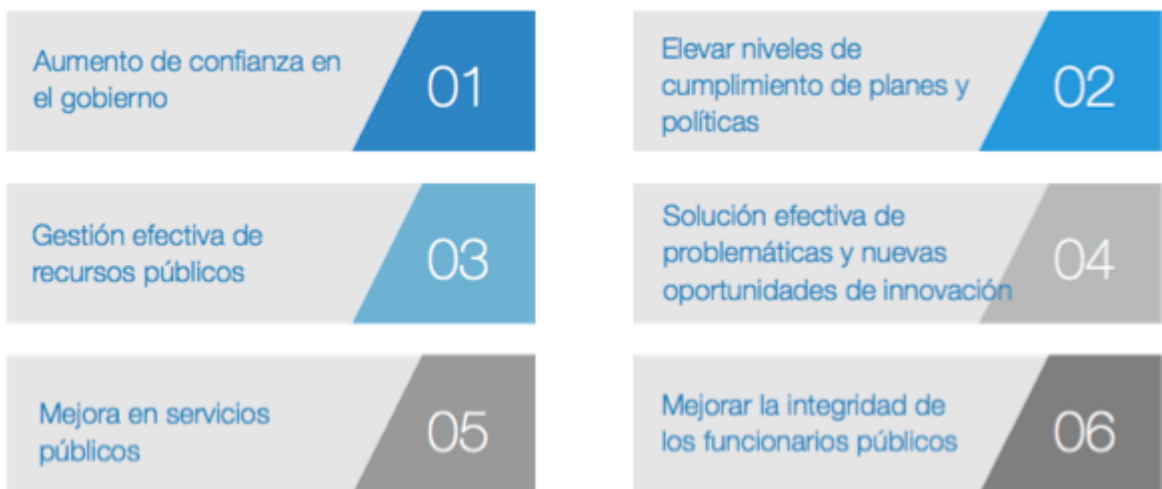 Aumento de confianza en
el gobierno
01
Elevar niveles de
cumplimiento de planes y
políticas
02
Gestión efectiva de
recursos públicos
03
Solución efectiva de
problemáticas y nuevas
oportunidades de innovación
04
Mejora en servicios
públicos
05
Mejorar la integridad de
los funcionarios públicos
06